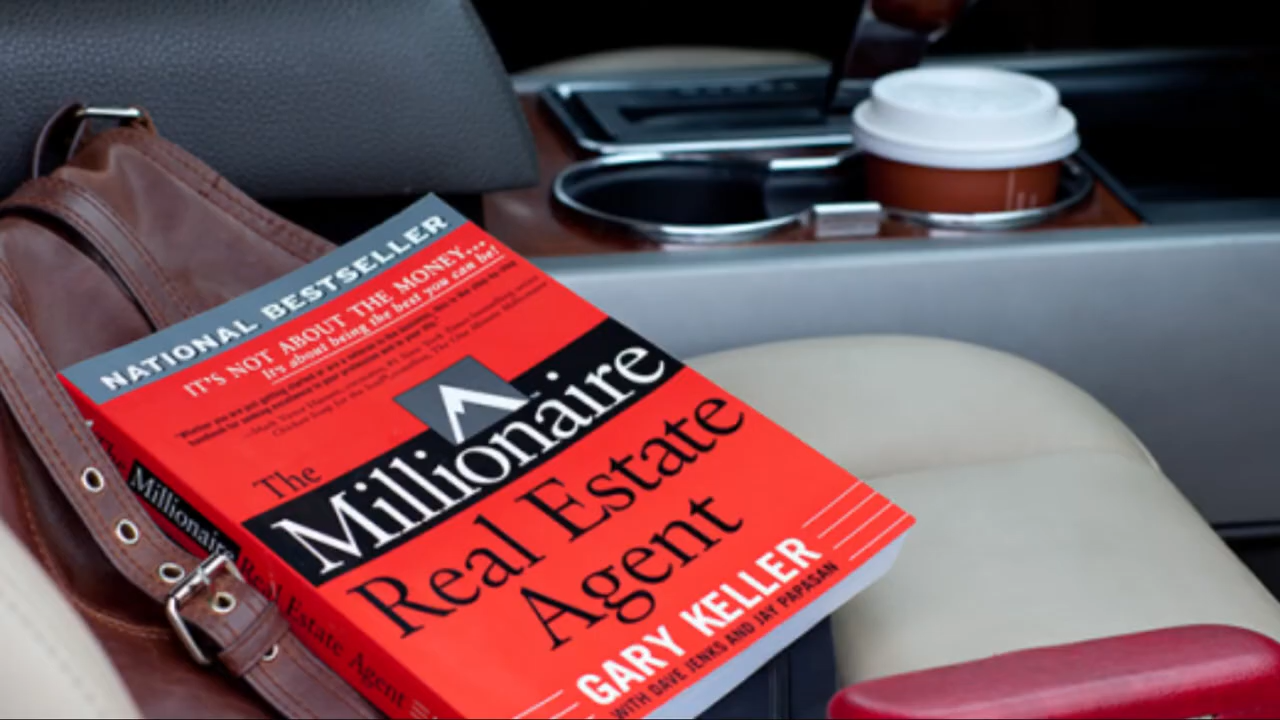 NATIONAL BESTSELLER
IT'S NOT ABOUT THE MONEY...
It's about being the best you can be!
The
Millionaire
Real Estate
Agent
GARY KELLER
WITH DAVE JENKS AND JAY PAPASAN
Millionaire Real Estate Agent